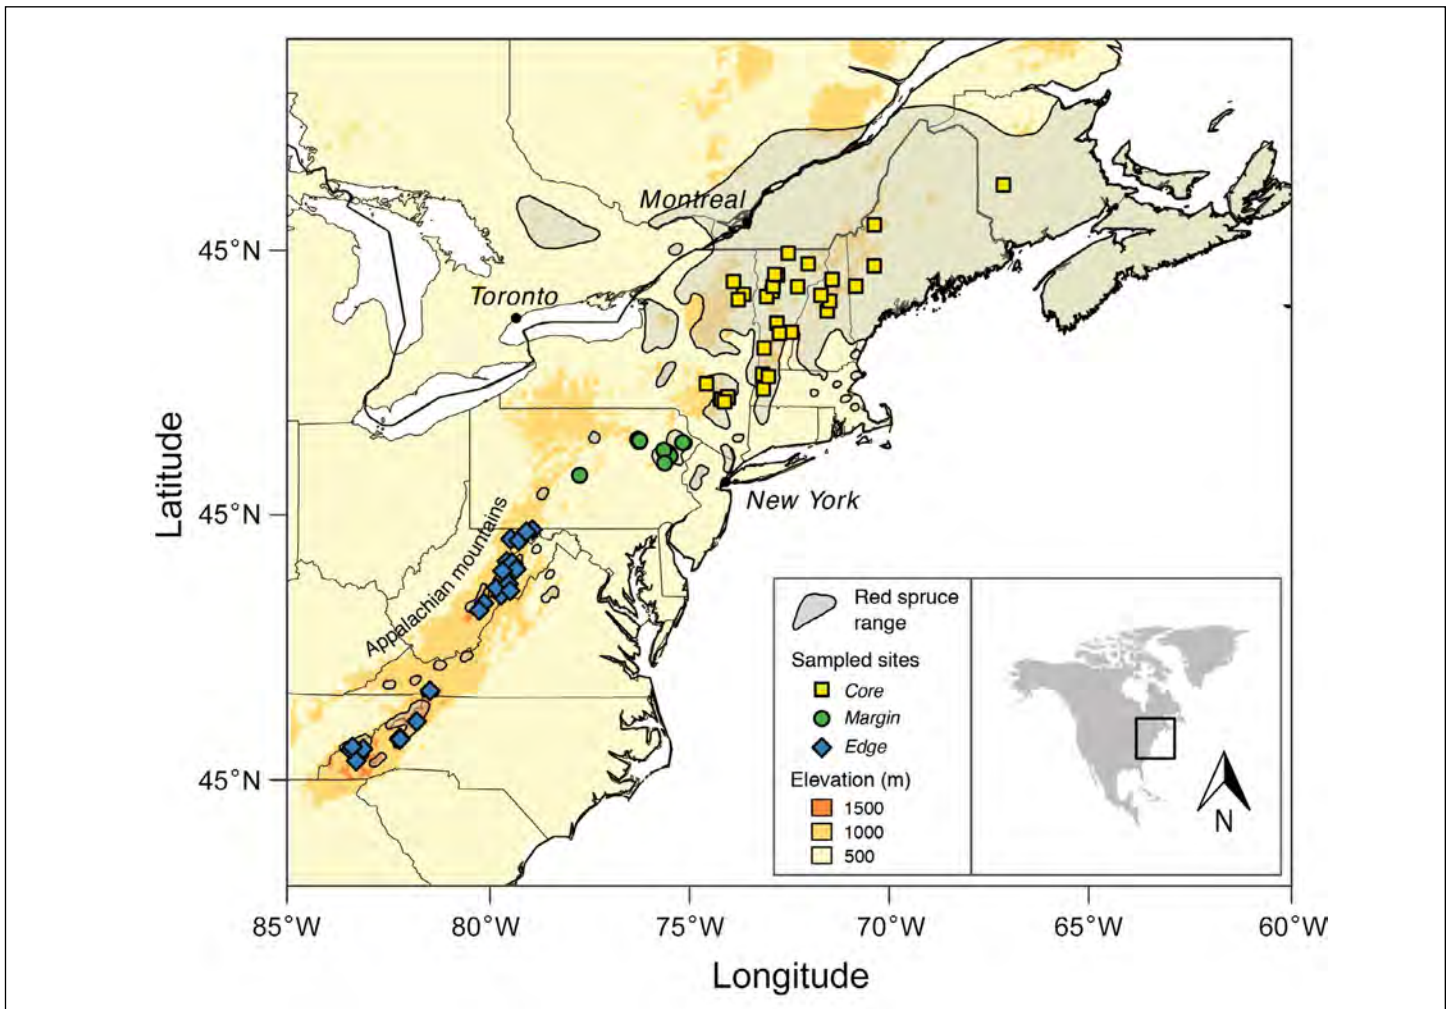 Montreal
45°N
Toronto
Latitude
New York
45°N
Appalachian mountains
Red spruce
range
Sampled sites
Core
Margin
Edge
45°N
Elevation (m)
1500
1000
500
N
85°W 80°W 75°W 70°W 65°W 60°W
Longitude